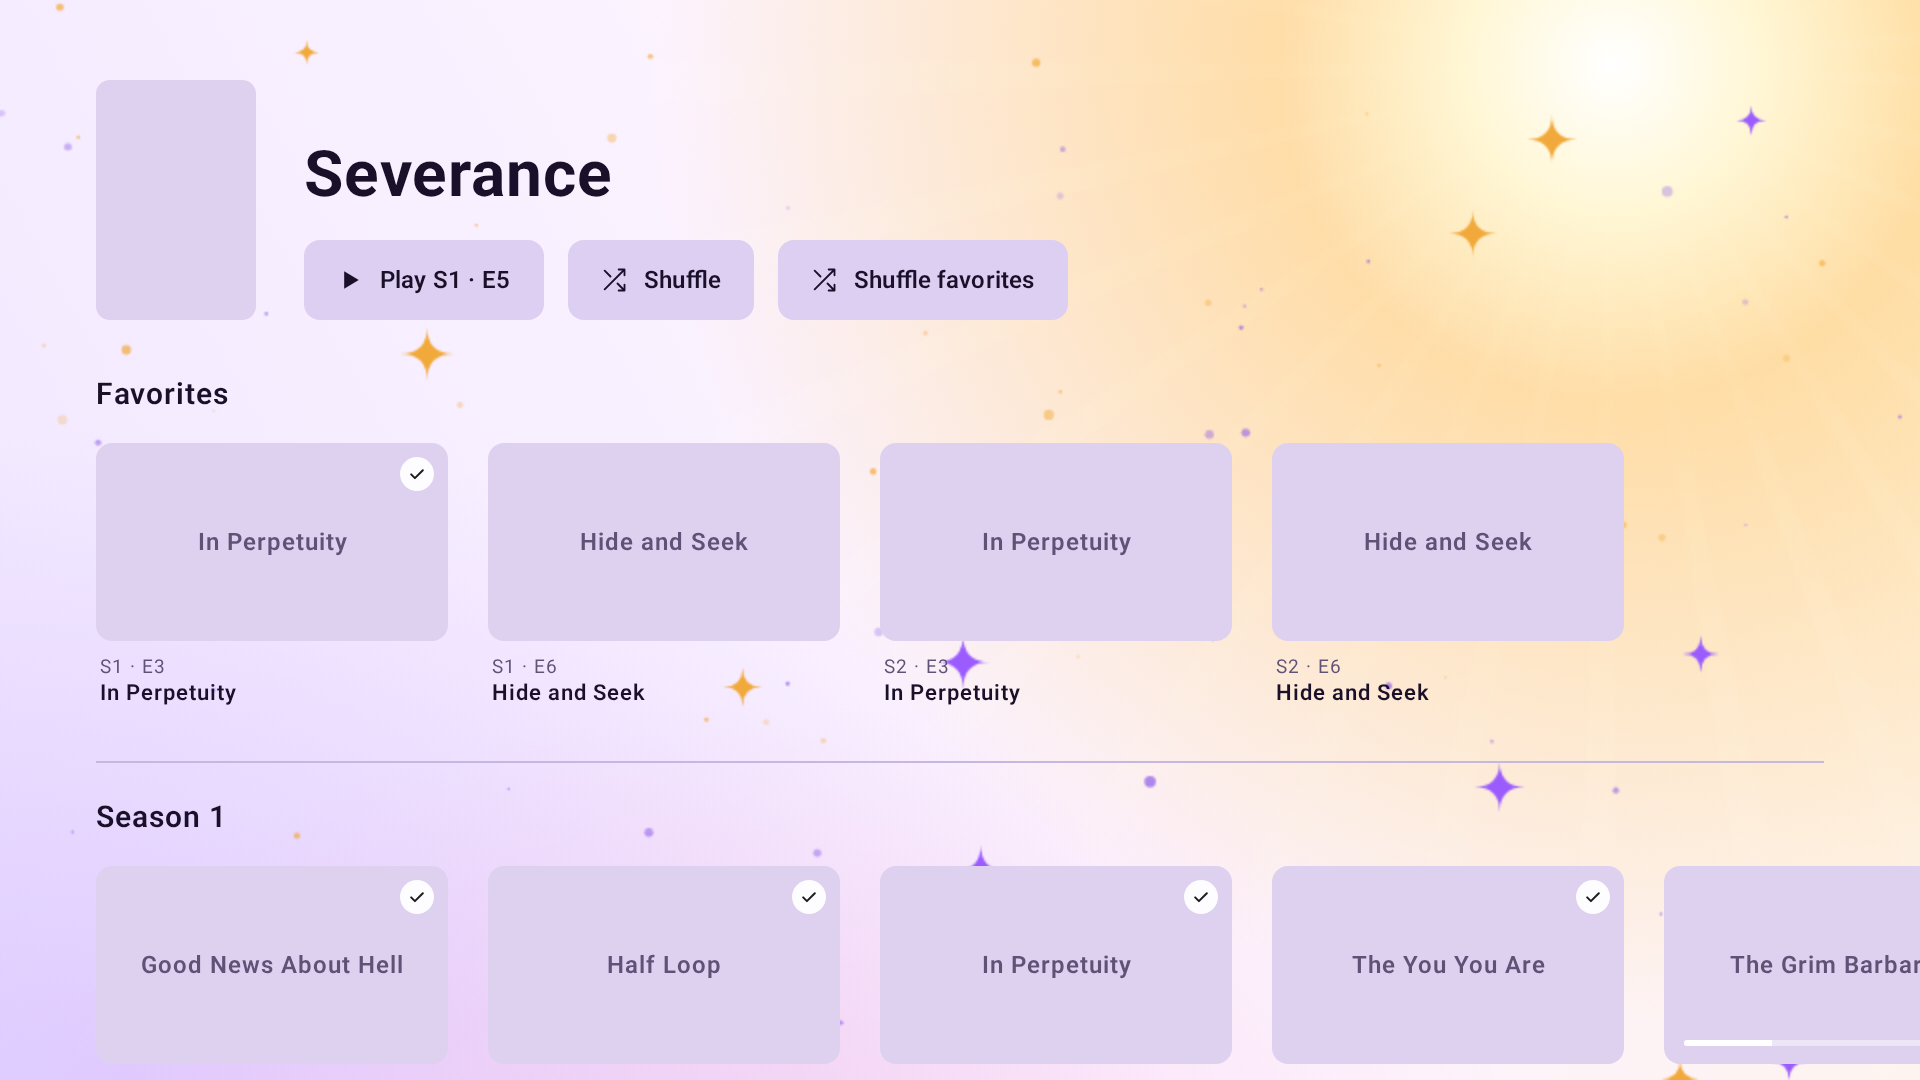 Severance
Play S1 · E5
Shuffle
Shuffle favorites
Favorites
In Perpetuity
Hide and Seek
In Perpetuity
Hide and Seek
S1 · E3
In Perpetuity
S1 · E6
Hide and Seek
S2 · E3
In Perpetuity
S2 · E6
Hide and Seek
Season 1
Good News About Hell
Half Loop
In Perpetuity
The You You Are
The Grim